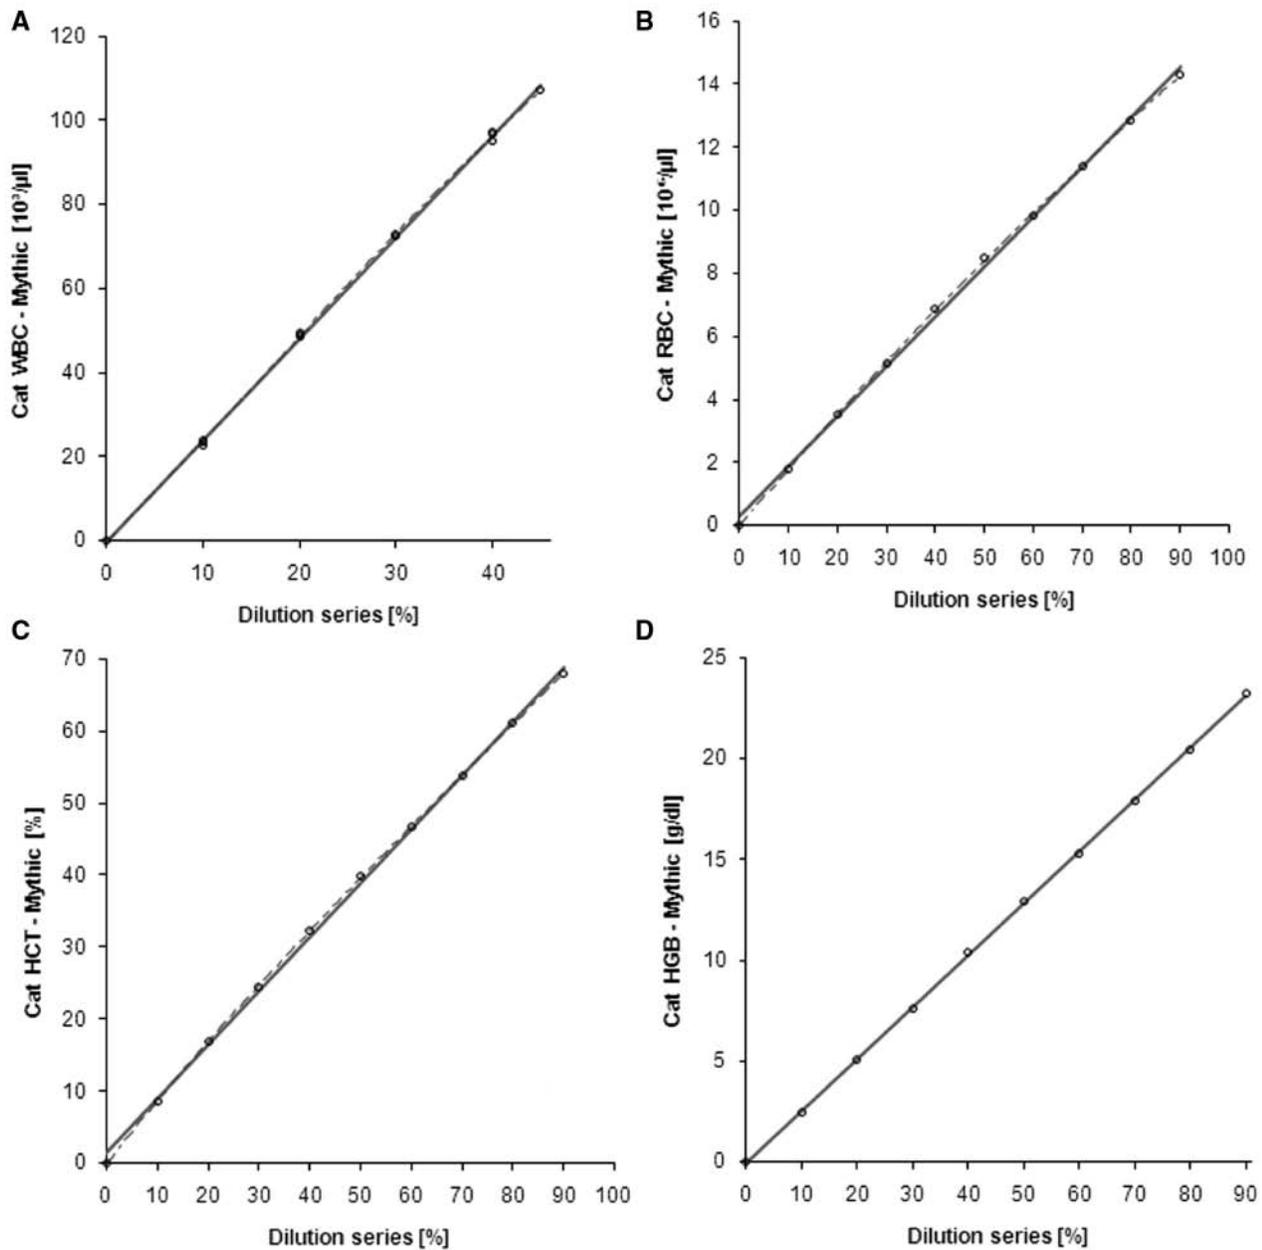 A
Cat WBC - Mythic [10³/µl]
120
100
80
60
40
20
0
0 10 20 30 40
Dilution series [%]
B
Cat RBC - Mythic [10⁶/µl]
16
14
12
10
8
6
4
2
0
0 10 20 30 40 50 60 70 80 90 100
Dilution series [%]
C
Cat HCT - Mythic [%]
70
60
50
40
30
20
10
0
0 10 20 30 40 50 60 70 80 90 100
Dilution series [%]
D
Cat HGB - Mythic [g/dl]
25
20
15
10
5
0
0 10 20 30 40 50 60 70 80 90
Dilution series [%]